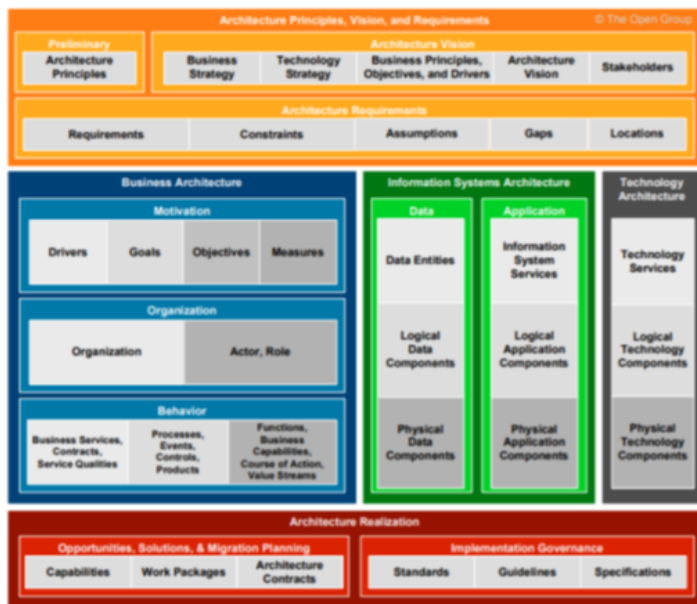 Architecture Principles, Vision, and Requirements
© The Open Group
Preliminary
Architecture
Principles
Architecture Vision
Business
Strategy
Technology
Strategy
Business Principles,
Objectives, and Drivers
Architecture
Vision
Stakeholders
Architecture Requirements
Requirements
Constraints
Assumptions
Gaps
Locations
Business Architecture
Motivation
Drivers
Goals
Objectives
Measures
Organization
Organization
Actor, Role
Behavior
Business Services,
Contracts,
Service Qualities
Processes,
Events,
Controls,
Products
Functions,
Business
Capabilities,
Course of Action,
Value Streams
Information Systems Architecture
Data
Data Entities
Logical
Data
Components
Physical
Data
Components
Application
Information
System
Services
Logical
Application
Components
Physical
Application
Components
Technology
Architecture
Technology
Services
Logical
Technology
Components
Physical
Technology
Components
Architecture Realization
Opportunities, Solutions, & Migration Planning
Capabilities
Work Packages
Architecture
Contracts
Implementation Governance
Standards
Guidelines
Specifications